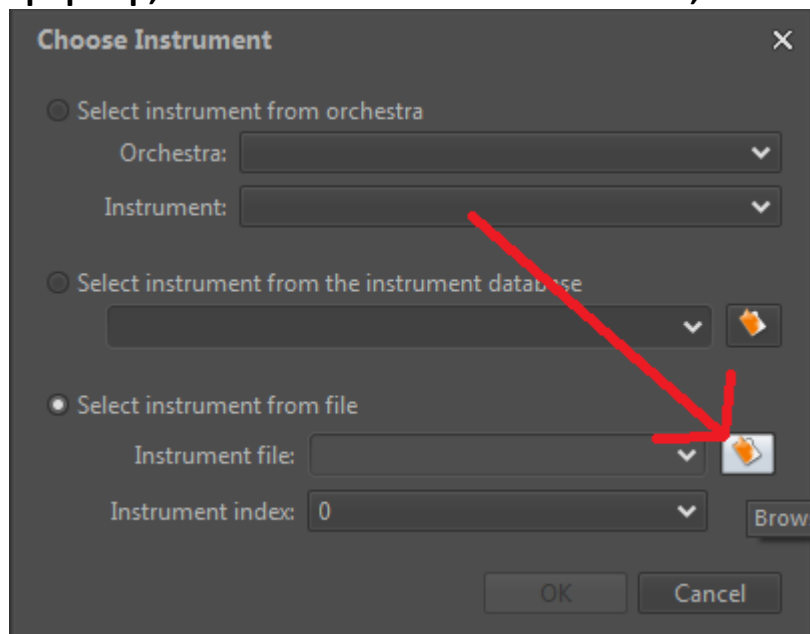 Choose Instrument
Select instrument from orchestra
Orchestra:
Instrument:
Select instrument from the instrument database
Select instrument from file
Instrument file:
Instrument index: 0
Brow
OK Cancel